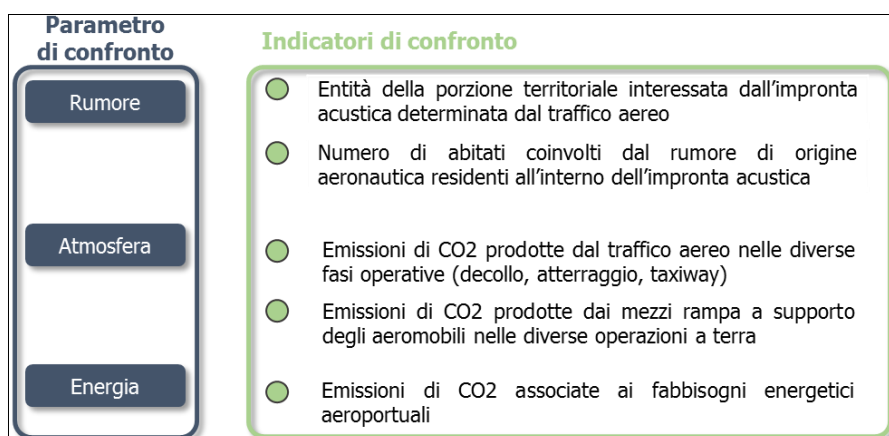 Parametro
di confronto
Indicatori di confronto
Rumore
Entità della porzione territoriale interessata dall'impronta
acustica determinata dal traffico aereo
Numero di abitati coinvolti dal rumore di origine
aeronautica residenti all'interno dell'impronta acustica
Atmosfera
Emissioni di CO2 prodotte dal traffico aereo nelle diverse
fasi operative (decollo, atterraggio, taxiway)
Emissioni di CO2 prodotte dai mezzi rampa a supporto
degli aeromobili nelle diverse operazioni a terra
Energia
Emissioni di CO2 associate ai fabbisogni energetici
aeroportuali